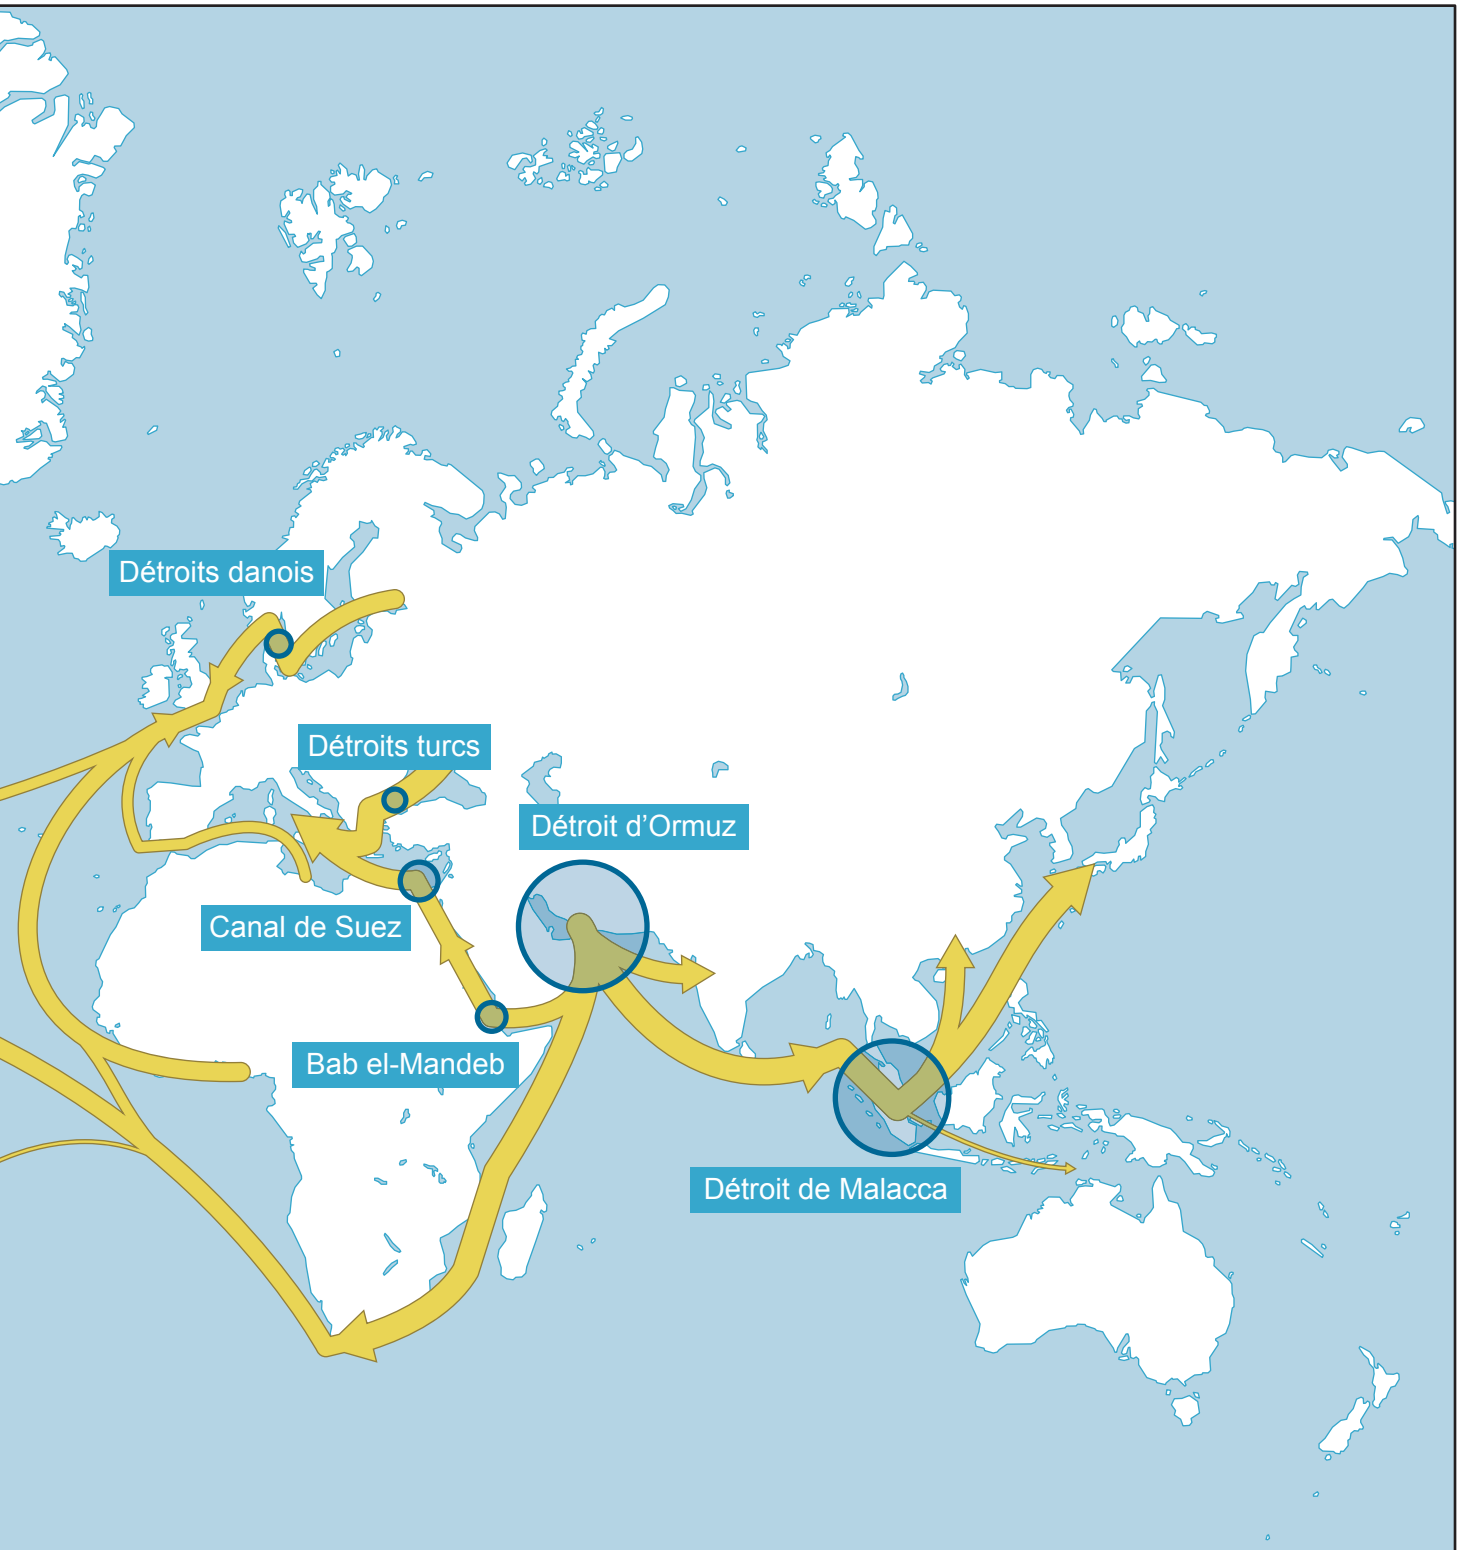 Détroits danois
Détroits turcs
Détroit d’Ormuz
Canal de Suez
Bab el-Mandeb
Détroit de Malacca